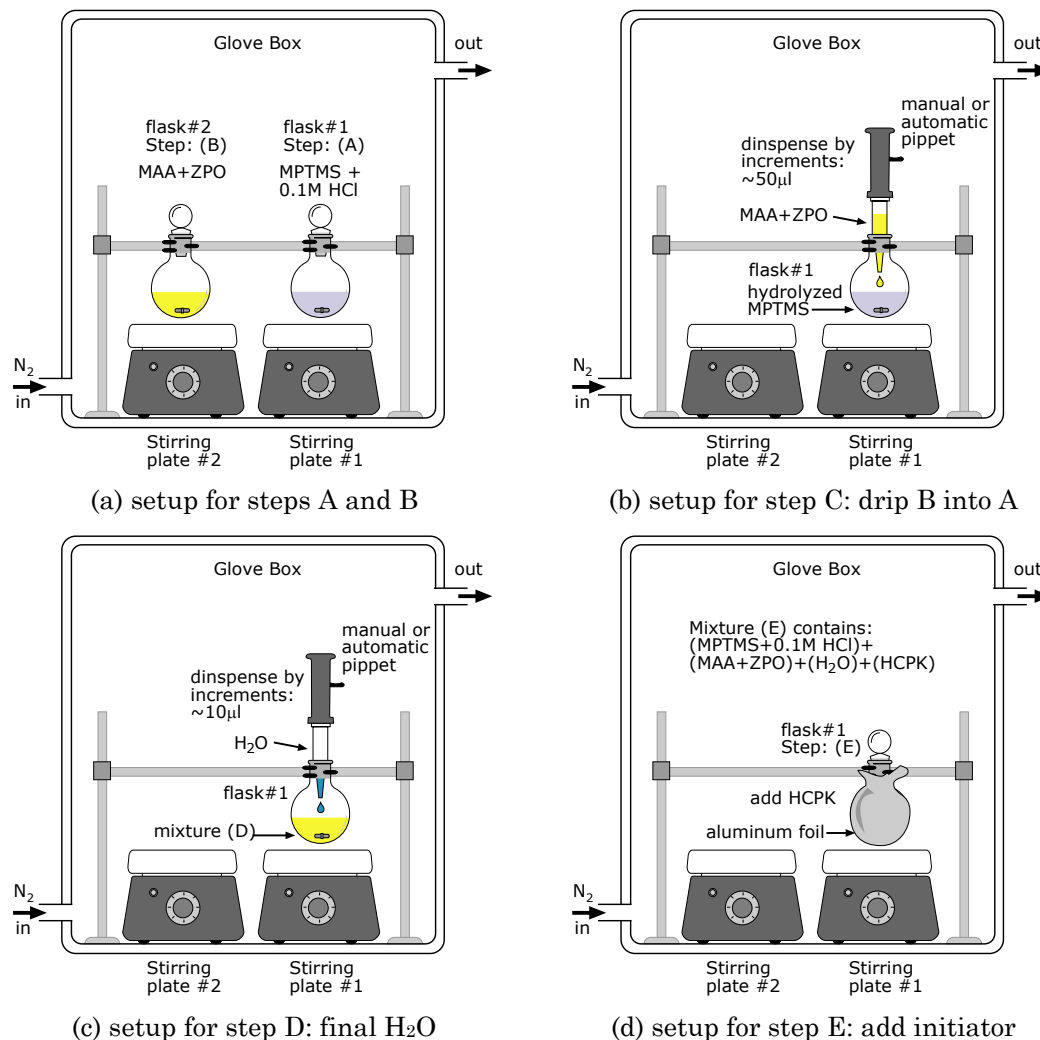 Glove Box
out
flask#2
Step: (B)
MAA+ZPO
flask#1
Step: (A)
MPTMS +
0.1M HCl
N2
in
Stirring
plate #2
Stirring
plate #1
(a) setup for steps A and B
Glove Box
out
manual or
automatic
pippet
dinspense by
increments:
~50μl
MAA+ZPO
flask#1
hydrolyzed
MPTMS
N2
in
Stirring
plate #2
Stirring
plate #1
(b) setup for step C: drip B into A
Glove Box
out
manual or
automatic
pippet
dinspense by
increments:
~10μl
H2O
flask#1
mixture (D)
N2
in
Stirring
plate #2
Stirring
plate #1
(c) setup for step D: final H2O
Glove Box
out
Mixture (E) contains:
(MPTMS+0.1M HCl)+
(MAA+ZPO)+(H2O)+(HCPK)
flask#1
Step: (E)
add HCPK
aluminum foil
N2
in
Stirring
plate #2
Stirring
plate #1
(d) setup for step E: add initiator